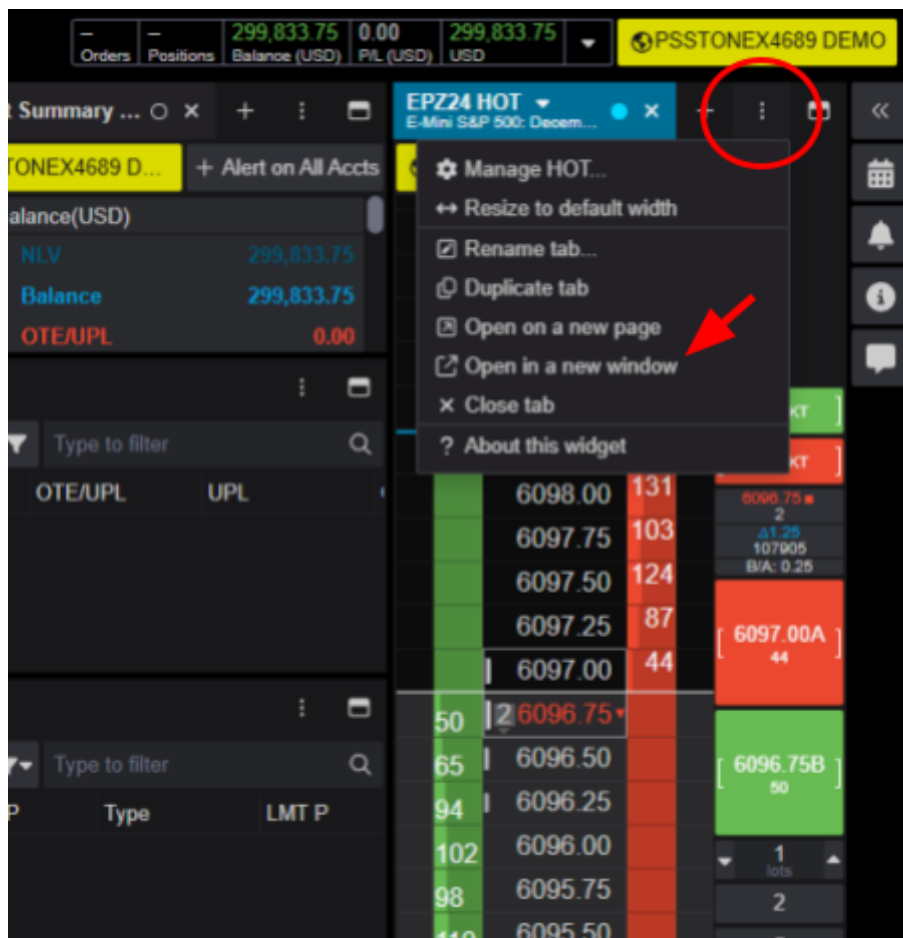 – – 299,833.75 0.00 299,833.75
Orders Positions Balance (USD) P/L (USD) USD
PSSTONEX4689 DEMO
t Summary ...
EPZ24 HOT
E-Mini S&P 500: Decem...
TONEX4689 D...
+ Alert on All Accts
alance(USD)
NLV 299,833.75
Balance 299,833.75
OTE/UPL 0.00
Manage HOT...
Resize to default width
Rename tab...
Duplicate tab
Open on a new page
Open in a new window
Close tab
? About this widget
Type to filter
OTE/UPL UPL
Type to filter
P Type LMT P
6098.00 131
6097.75 103
6097.50 124
6097.25 87
6097.00 44
50 2 6096.75
65 6096.50
94 6096.25
102 6096.00
98 6095.75
6095.50
KT
KT
6096.75
2
Δ1.25
107905
B/A: 0.25
6097.00A
44
6096.75B
50
1
lots
2